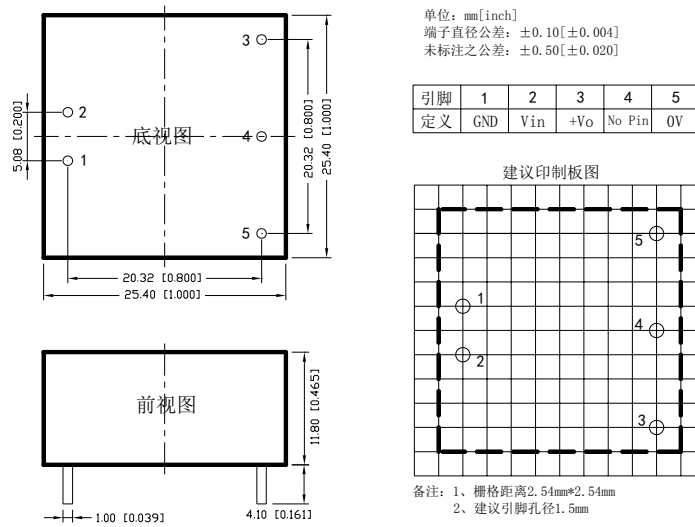 单位：mm[inch]
端子直径公差：±0.10[±0.004]
未标注之公差：±0.50[±0.020]
3
2
底视图
4
1
5
5.08 [0.200]
20.32 [0.800]
25.40 [1.000]
20.32 [0.800]
25.40 [1.000]
引脚 1 2 3 4 5
定义 GND Vin +Vo No Pin 0V
建议印制板图
5
1
4
2
3
前视图
11.80 [0.465]
1.00 [0.039]
4.10 [0.161]
备注：1、栅格距离2.54mm*2.54mm
2、建议引脚孔径1.5mm